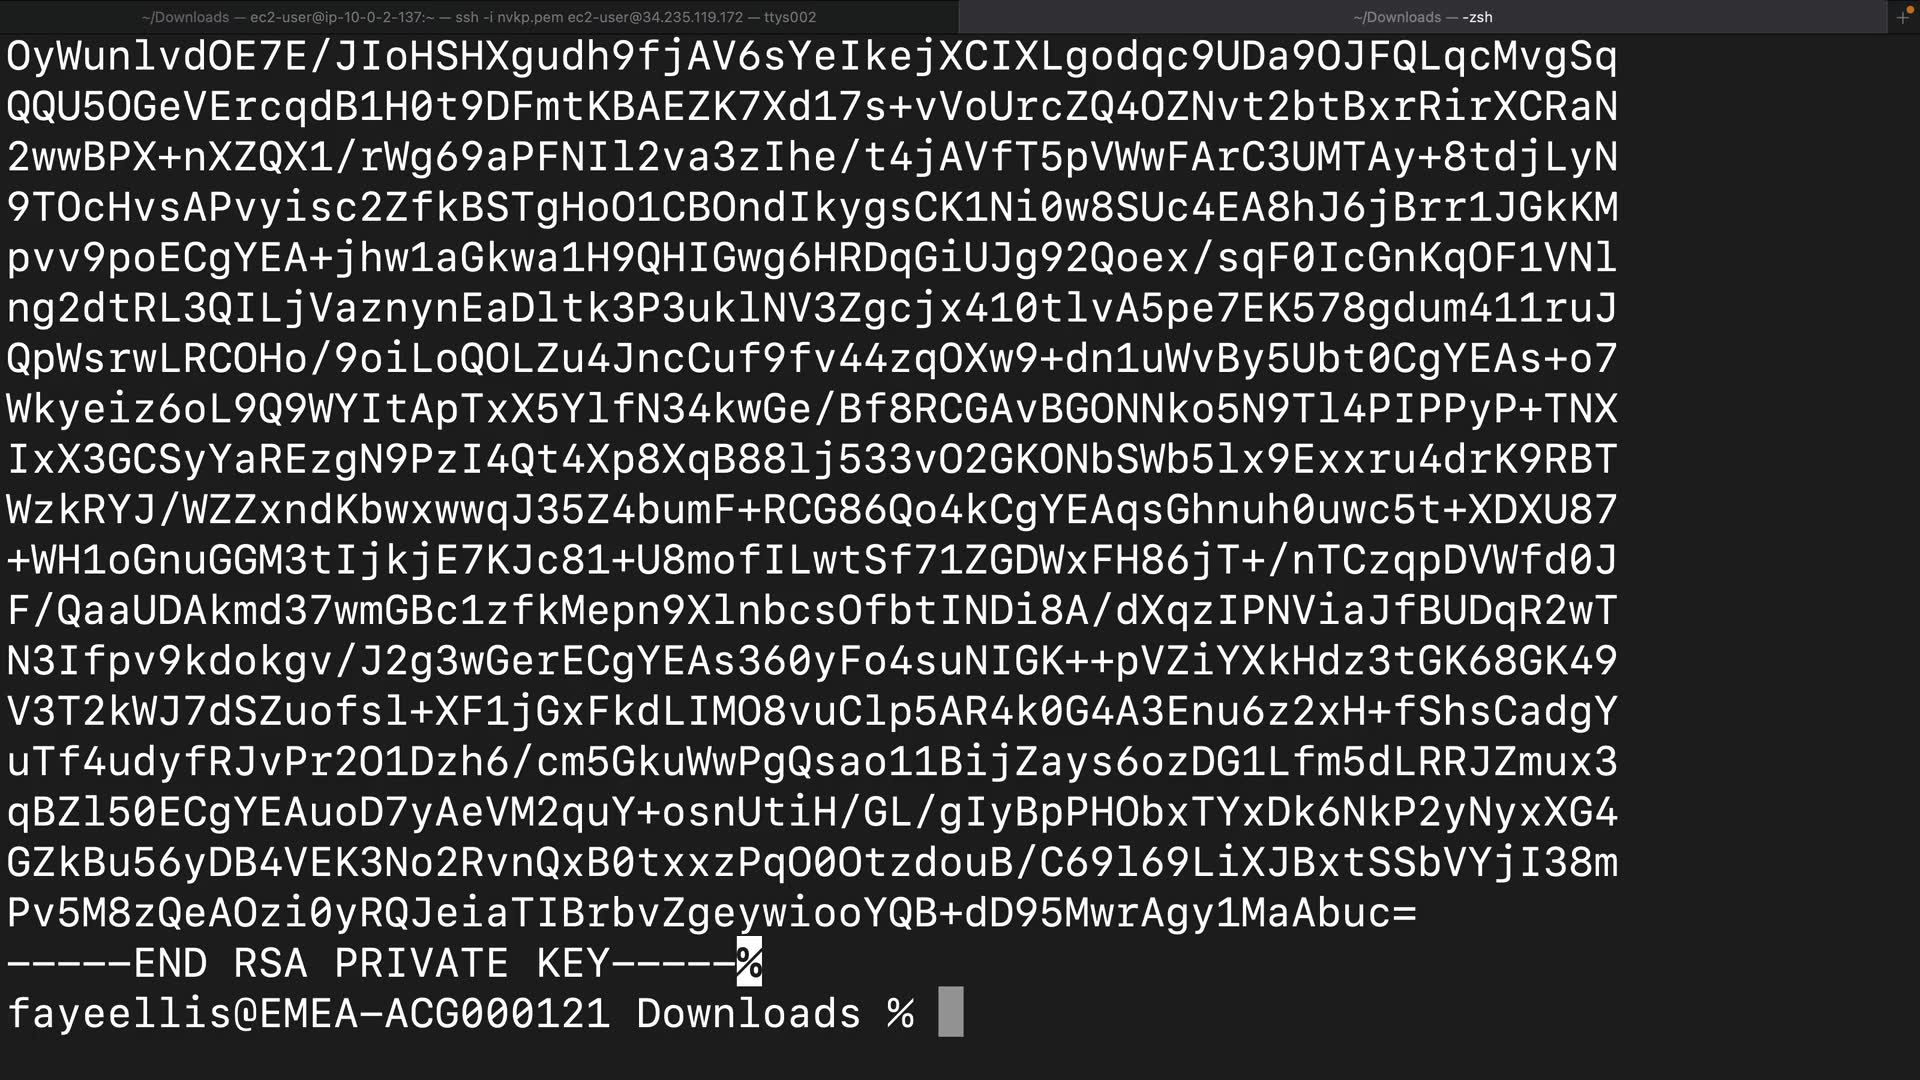 ~/Downloads — ec2-user@ip-10-0-2-137:~ — ssh -i nvkp.pem ec2-user@34.235.119.172 — ttys002
~/Downloads — -zsh
OyWunlvdOE7E/JIoHSHXgudh9fjAV6sYeIkejXCIXLgodqc9UDa9OJFQLqcMvgSq
QQU5OGeVErcqdB1H0t9DFmtKBAEZK7Xd17s+vVoUrcZQ4OZNvt2btBxrRirXCRaN
2wwBPX+nXZQX1/rWg69aPFNIl2va3zIhe/t4jAVfT5pVWwFArC3UMTAy+8tdjLyN
9TOcHvsAPvyisc2ZfkBSTgHoO1CBOndIkygsCK1Ni0w8SUc4EA8hJ6jBrr1JGkKM
pvv9poECgYEA+jhw1aGkwa1H9QHIGwg6HRDqGiUJg92Qoex/sqF0IcGnKqOF1VNl
ng2dtRL3QILjVaznynEaDltk3P3uklNV3Zgcjx410tlvA5pe7EK578gdum411ruJ
QpWsrwLRCOHo/9oiLoQOLZu4JncCuf9fv44zqOXw9+dn1uWvBy5Ubt0CgYEAs+o7
Wkyeiz6oL9Q9WYItApTxX5YlfN34kwGe/Bf8RCGAvBGONNko5N9Tl4PIPPyP+TNX
IxX3GCSyYaREzgN9PzI4Qt4Xp8XqB88lj533vO2GKONbSWb5lx9Exxru4drK9RBT
WzkRYJ/WZZxndKbwxwwqJ35Z4bumF+RCG86Qo4kCgYEAqsGhnuh0uwc5t+XDXU87
+WH1oGnuGGM3tIjkjE7KJc81+U8mofILwtSf71ZGDWxFH86jT+/nTCzqpDVWfd0J
F/QaaUDAkmd37wmGBc1zfkMepn9XlnbcsOfbtINDi8A/dXqzIPNViaJfBUDqR2wT
N3Ifpv9kdokgv/J2g3wGerECgYEAs360yFo4suNIGK++pVZiYXkHdz3tGK68GK49
V3T2kWJ7dSZuofsl+XF1jGxFkdLIMO8vuClp5AR4k0G4A3Enu6z2xH+fShsCadgY
uTf4udyfRJvPr2O1Dzh6/cm5GkuWwPgQsao11BijZays6ozDG1Lfm5dLRRJZmux3
qBZl50ECgYEAuoD7yAeVM2quY+osnUtiH/GL/gIyBpPHObxTYxDk6NkP2yNyxXG4
GZkBu56yDB4VEK3No2RvnQxB0txxzPqO0OtzdouB/C69l69LiXJBxtSSbVYjI38m
Pv5M8zQeAOzi0yRQJeiaTIBrbvZgeywiooYQB+dD95MwrAgy1MaAbuc=
-----END RSA PRIVATE KEY-----%
fayeellis@EMEA-ACG000121 Downloads %